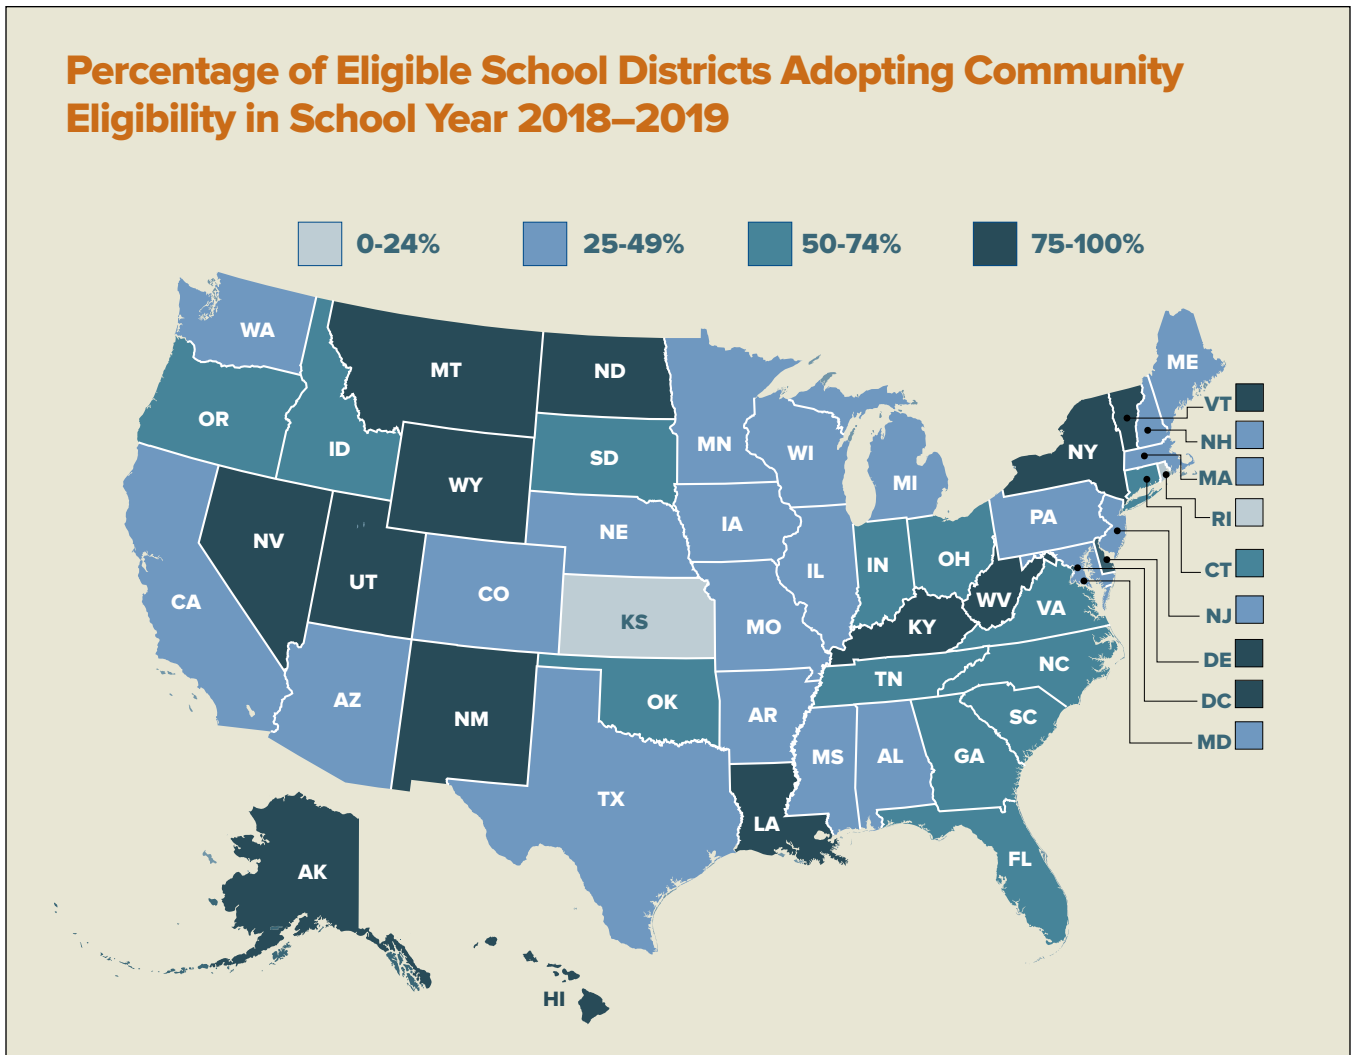 Percentage of Eligible School Districts Adopting Community
Eligibility in School Year 2018–2019
0-24% 25-49% 50-74% 75-100%
WA
MT
ND
ME
OR
ID
SD
MN
WI
MI
NY
VT
NH
MA
RI
CT
NJ
DE
DC
MD
WY
NE
IA
PA
NV
UT
CO
IL
IN
OH
CA
KS
MO
KY
WV
VA
AZ
NM
OK
AR
TN
NC
SC
TX
MS
AL
GA
LA
FL
AK
HI